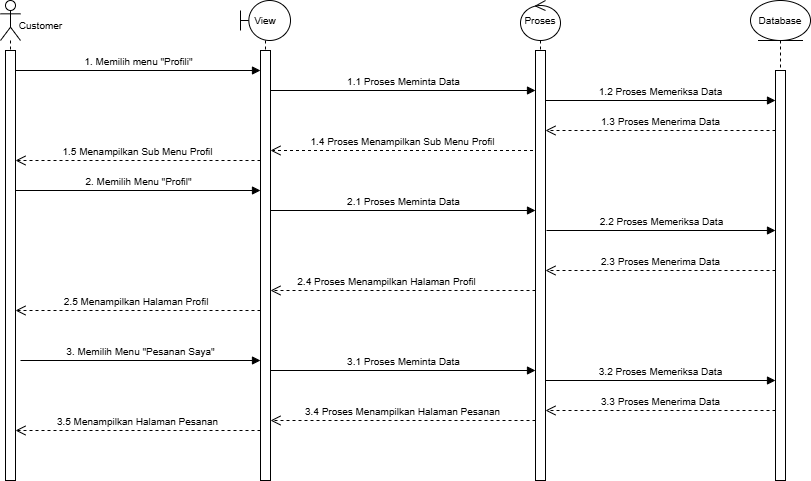 Customer
View
Proses
Database
1. Memilih menu "Profili"
1.1 Proses Meminta Data
1.2 Proses Memeriksa Data
1.3 Proses Menerima Data
1.4 Proses Menampilkan Sub Menu Profil
1.5 Menampilkan Sub Menu Profil
2. Memilih Menu "Profil"
2.1 Proses Meminta Data
2.2 Proses Memeriksa Data
2.3 Proses Menerima Data
2.4 Proses Menampilkan Halaman Profil
2.5 Menampilkan Halaman Profil
3. Memilih Menu "Pesanan Saya"
3.1 Proses Meminta Data
3.2 Proses Memeriksa Data
3.3 Proses Menerima Data
3.4 Proses Menampilkan Halaman Pesanan
3.5 Menampilkan Halaman Pesanan